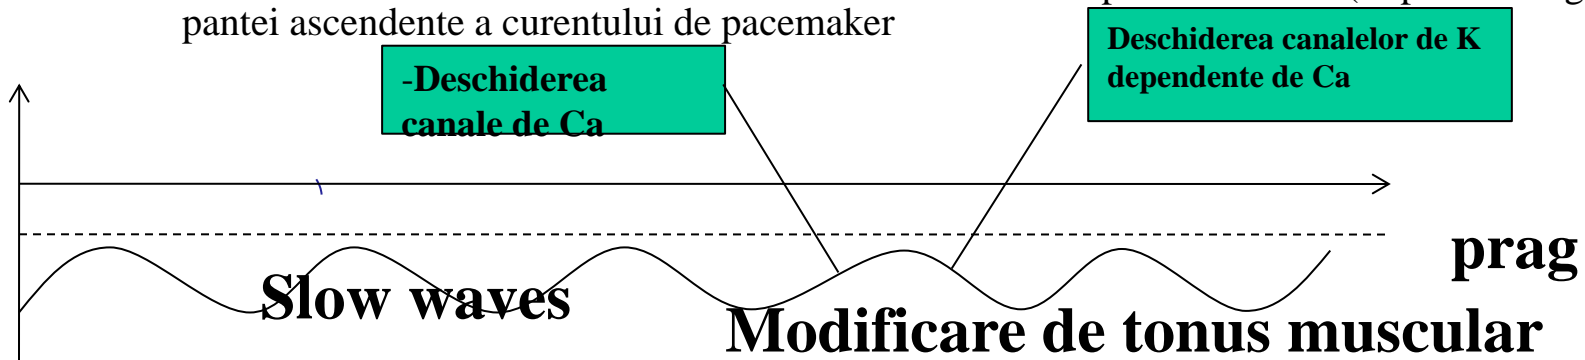 pantei ascendente a curentului de pacemaker
-Deschiderea
canale de Ca
Deschiderea canalelor de K
dependente de Ca
prag
Slow waves
Modificare de tonus muscular